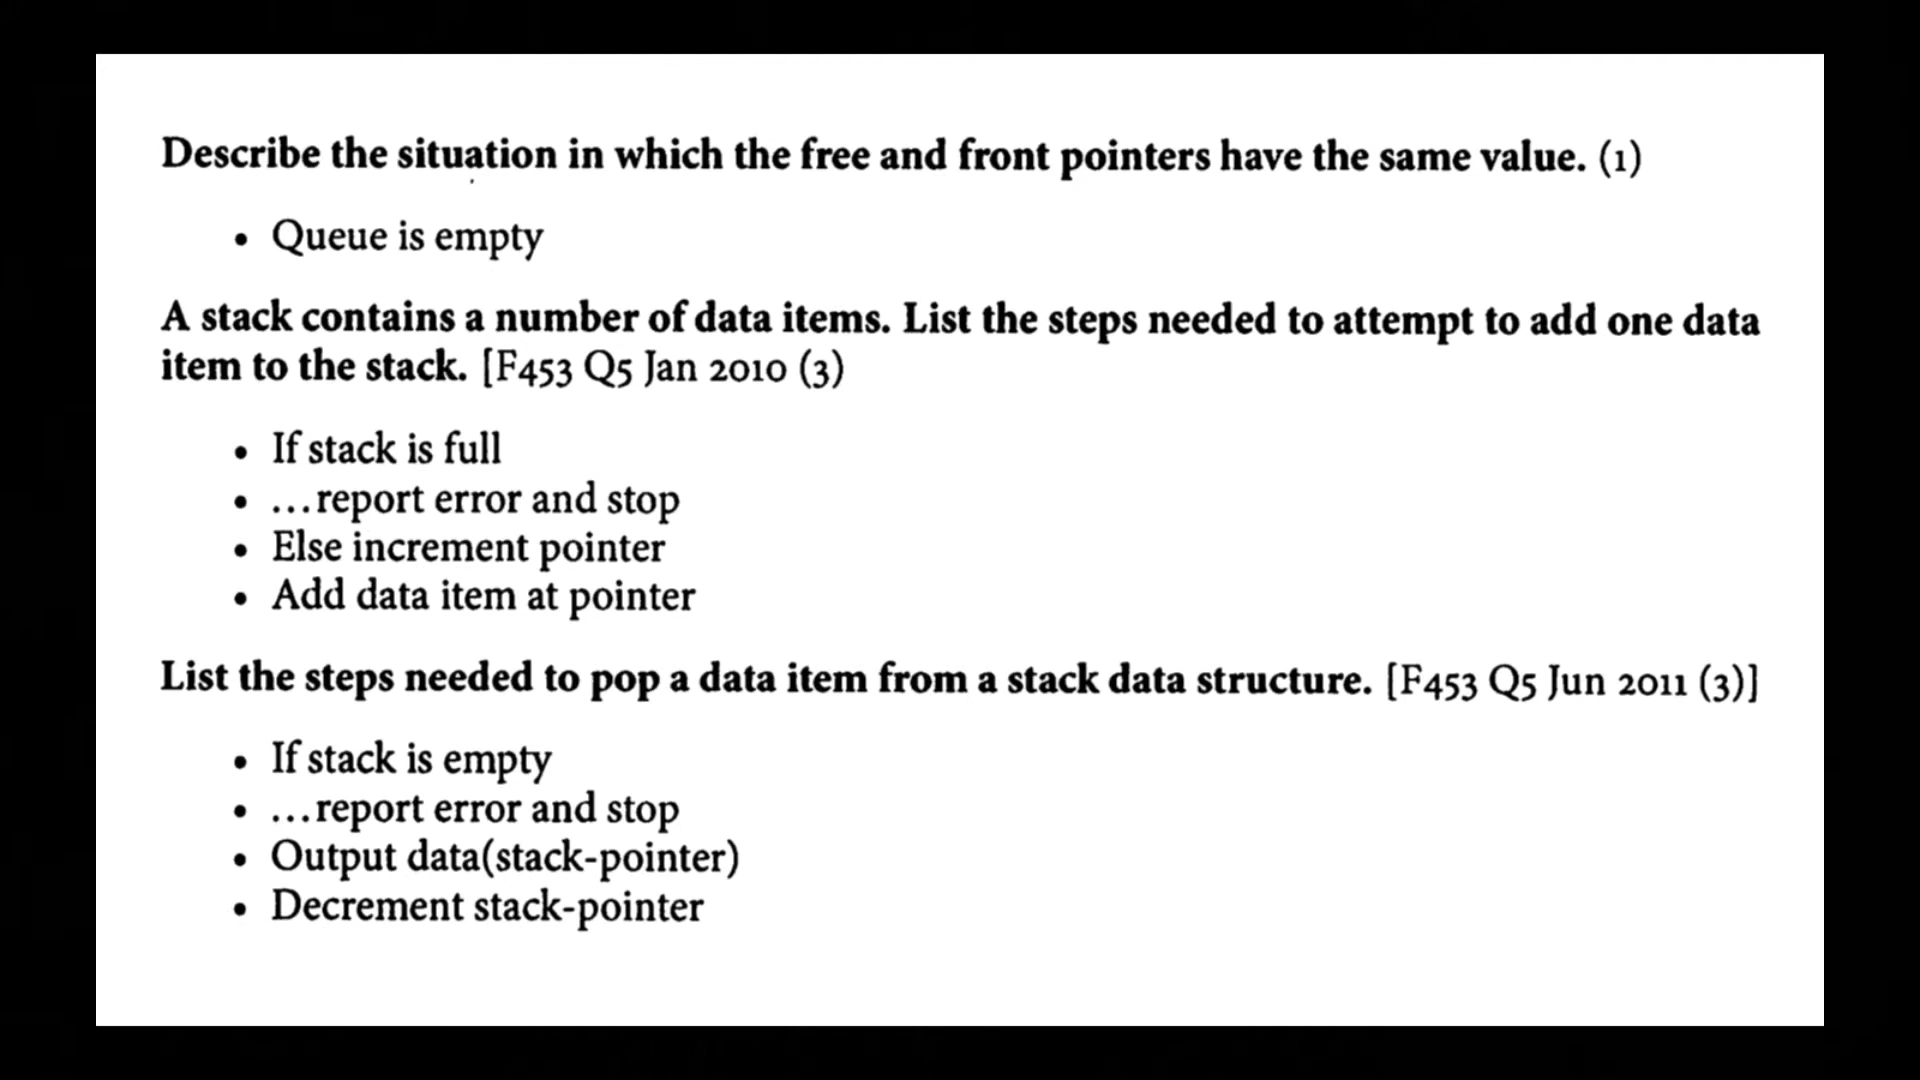 Describe the situation in which the free and front pointers have the same value. (1)
• Queue is empty
A stack contains a number of data items. List the steps needed to attempt to add one data
item to the stack. [F453 Q5 Jan 2010 (3)
• If stack is full
• …report error and stop
• Else increment pointer
• Add data item at pointer
List the steps needed to pop a data item from a stack data structure. [F453 Q5 Jun 2011 (3)]
• If stack is empty
• …report error and stop
• Output data(stack-pointer)
• Decrement stack-pointer